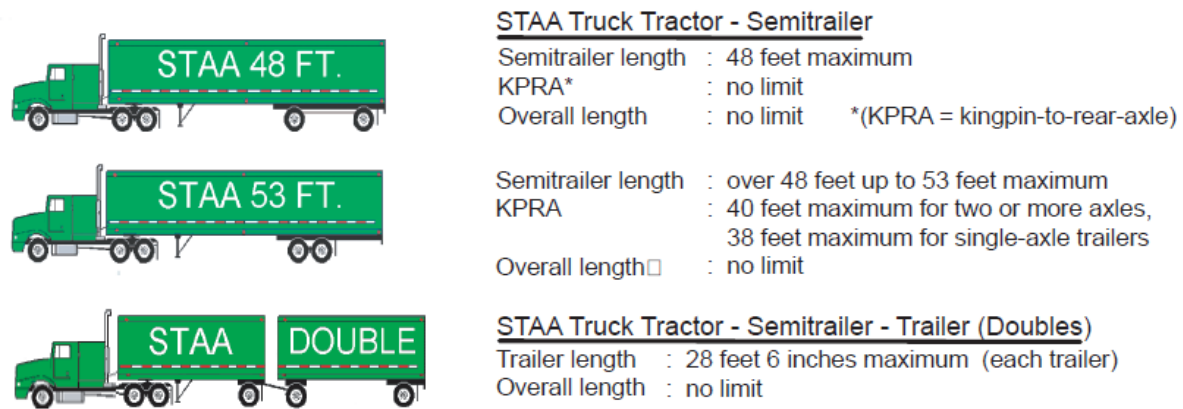 STAA 48 FT.
STAA Truck Tractor - Semitrailer
Semitrailer length : 48 feet maximum
KPRA* : no limit
Overall length : no limit *(KPRA = kingpin-to-rear-axle)
STAA 53 FT.
Semitrailer length : over 48 feet up to 53 feet maximum
KPRA : 40 feet maximum for two or more axles,
38 feet maximum for single-axle trailers
Overall length□ : no limit
STAA DOUBLE
STAA Truck Tractor - Semitrailer - Trailer (Doubles)
Trailer length : 28 feet 6 inches maximum (each trailer)
Overall length : no limit